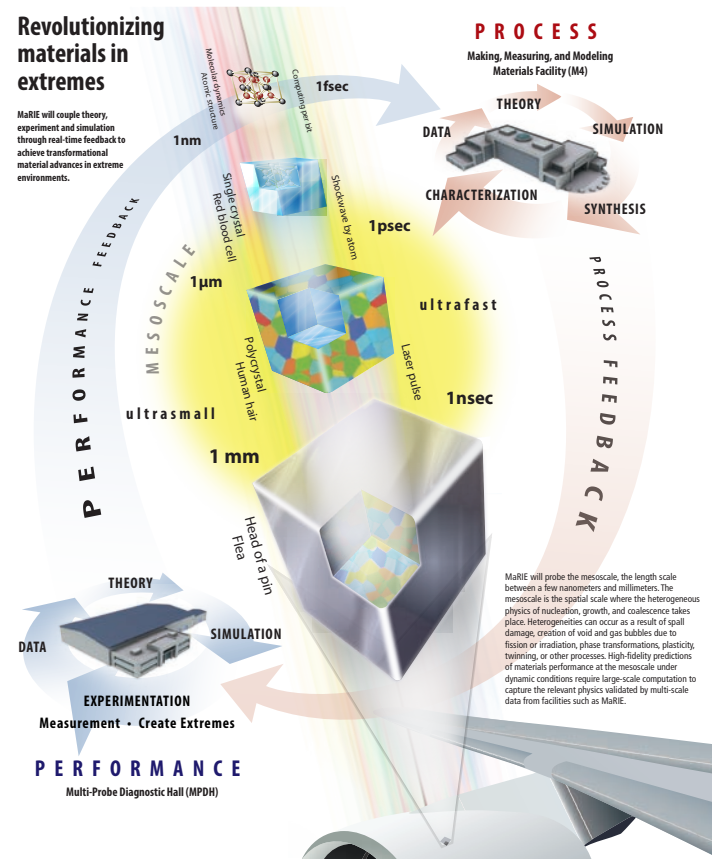 Revolutionizing
materials in
extremes
MaRIE will couple theory,
experiment and simulation
through real-time feedback to
achieve transformational
material advances in extreme
environments.
PROCESS
Making, Measuring, and Modeling
Materials Facility (M4)
THEORY
DATA
SIMULATION
CHARACTERIZATION
SYNTHESIS
Molecular dynamics
Atomic structure
Computing per bit
1fsec
1nm
Single crystal
Red blood cell
Shockwave by atom
1psec
PERFORMANCE FEEDBACK
MESOSCALE
1µm
ultrafast
PROCESS FEEDBACK
Polycrystal
Human hair
Laser pulse
1nsec
ultrasmall
1 mm
Head of a pin
Flea
MaRIE will probe the mesoscale, the length scale
between a few nanometers and millimeters. The
mesoscale is the spatial scale where the heterogeneous
physics of nucleation, growth, and coalescence takes
place. Heterogeneities can occur as a result of spall
damage, creation of void and gas bubbles due to
fission or irradiation, phase transformations, plasticity,
twinning, or other processes. High-fidelity predictions
of materials performance at the mesoscale under
dynamic conditions require large-scale computation to
capture the relevant physics validated by multi-scale
data from facilities such as MaRIE.
THEORY
DATA
SIMULATION
EXPERIMENTATION
Measurement • Create Extremes
PERFORMANCE
Multi-Probe Diagnostic Hall (MPDH)